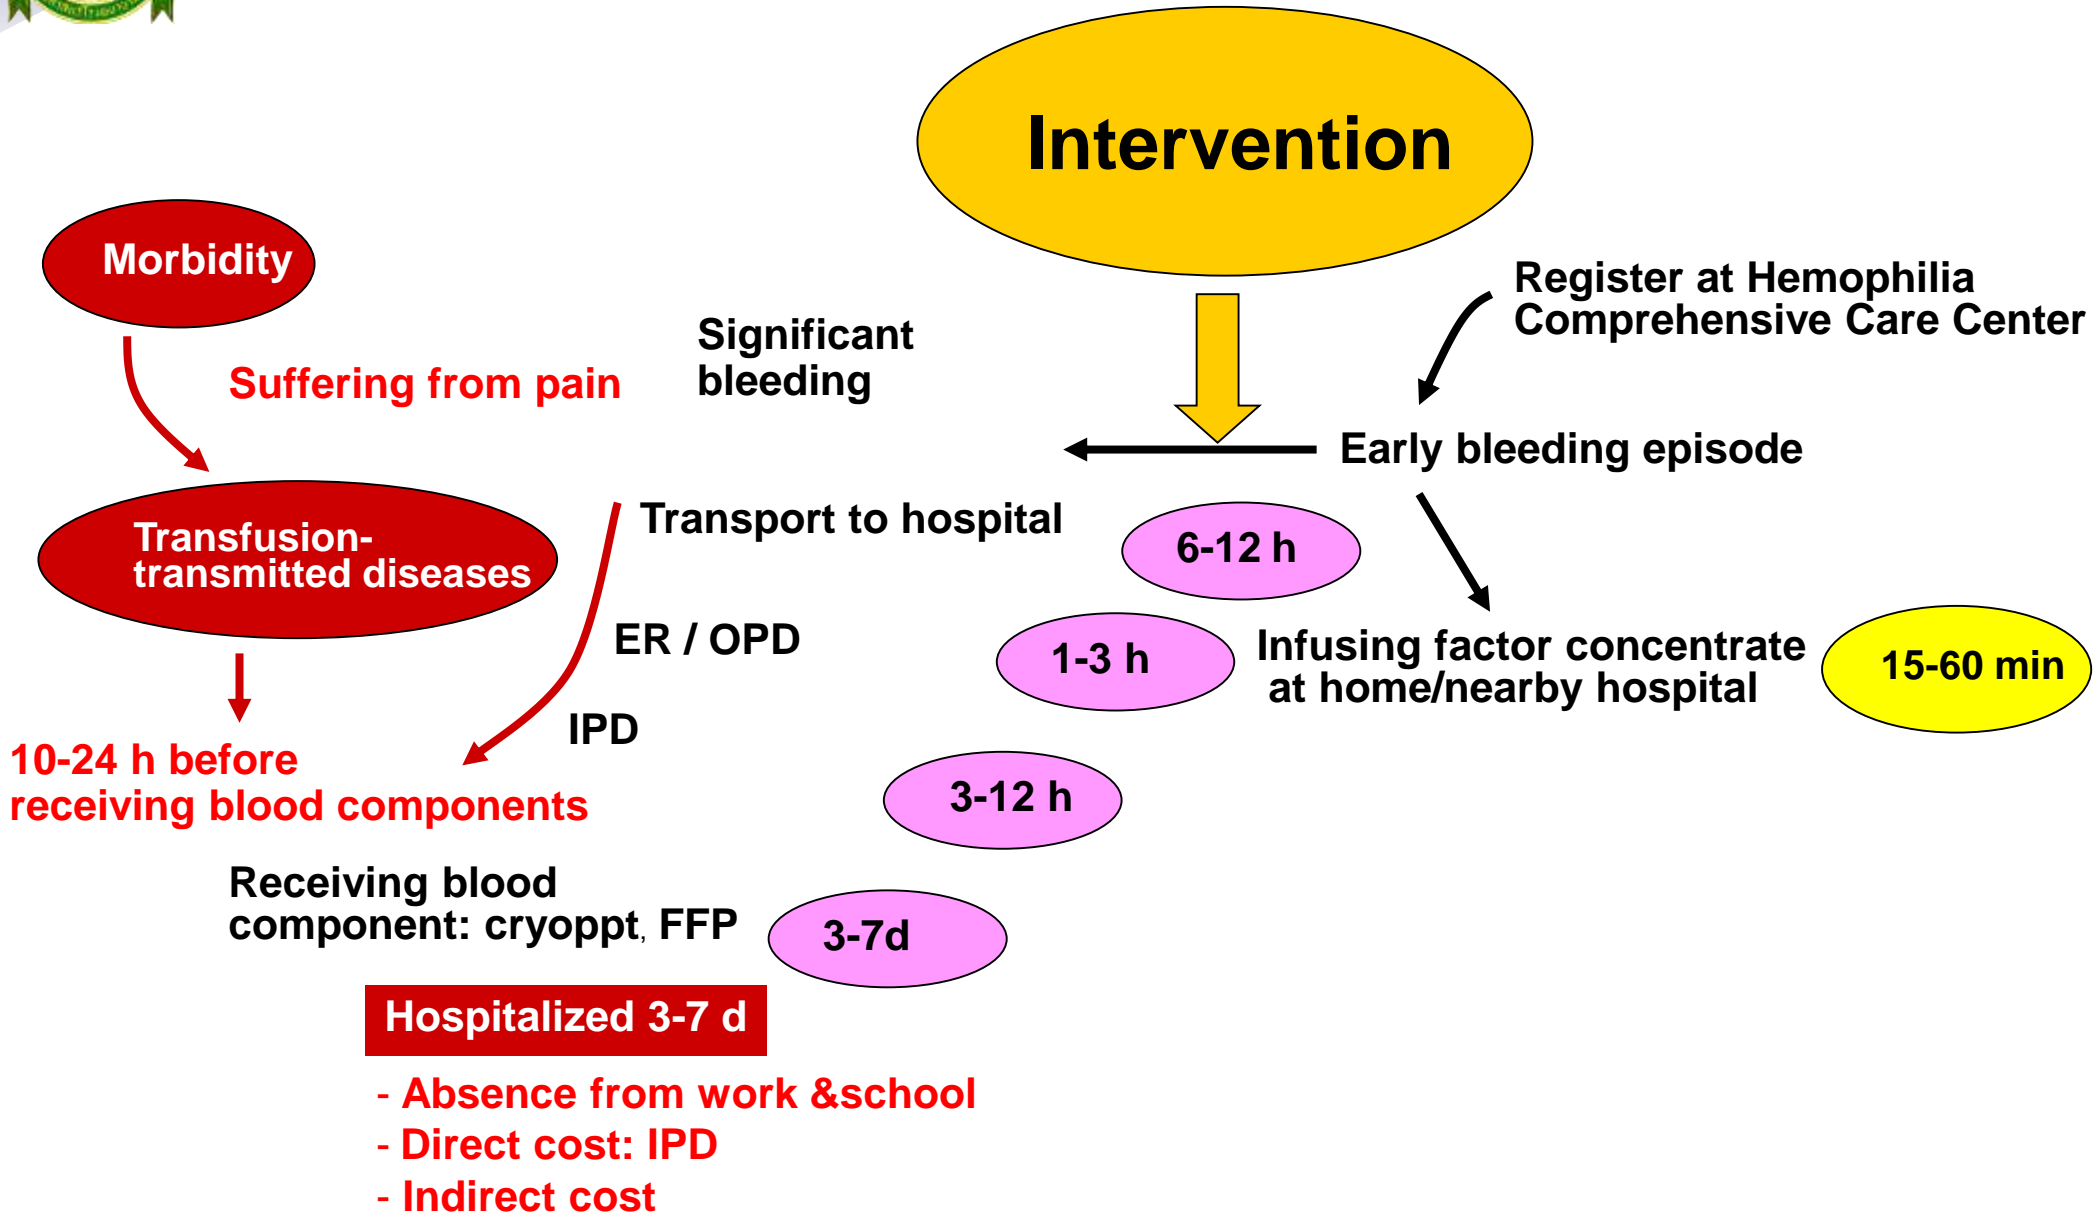 Intervention
Morbidity
Register at Hemophilia
Comprehensive Care Center
Significant
bleeding
Suffering from pain
Early bleeding episode
Transport to hospital
Transfusion-
transmitted diseases
6-12 h
ER / OPD
1-3 h
Infusing factor concentrate
at home/nearby hospital
15-60 min
IPD
10-24 h before
receiving blood components
3-12 h
Receiving blood
component: cryoppt, FFP
3-7d
Hospitalized 3-7 d
- Absence from work &school
- Direct cost: IPD
- Indirect cost